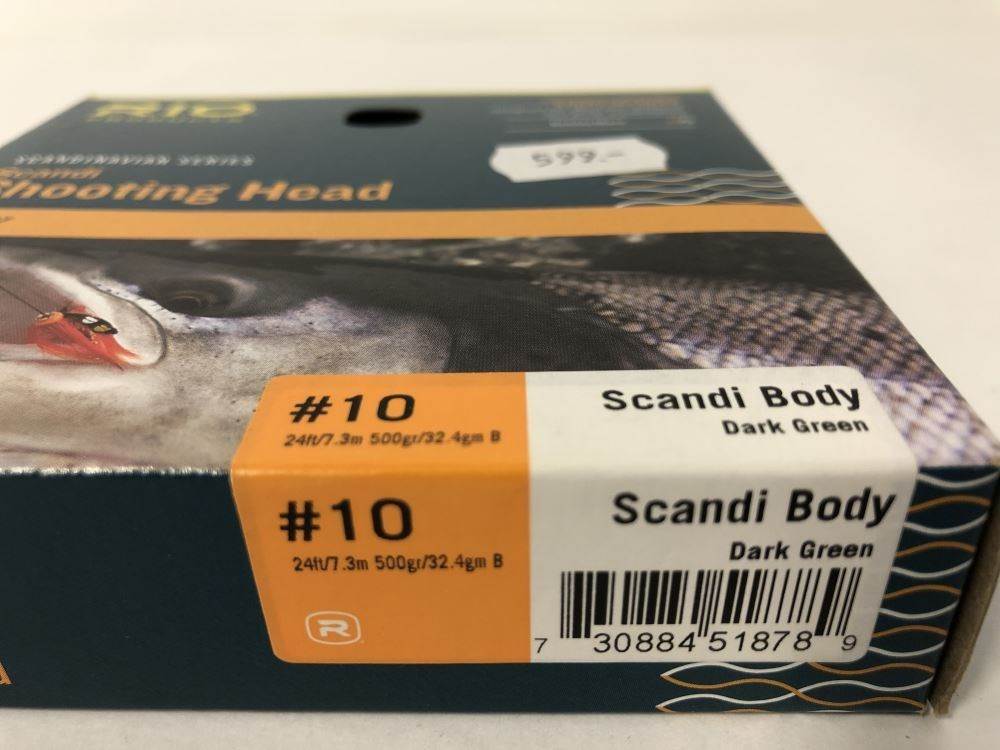 RIO
SCANDINAVIAN SERIES
599.-
Scandi
Shooting Head
#10
24ft/7.3m 500gr/32.4gm B
Scandi Body
Dark Green
#10
24ft/7.3m 500gr/32.4gm B
Scandi Body
Dark Green
R
7 30884 51878 9